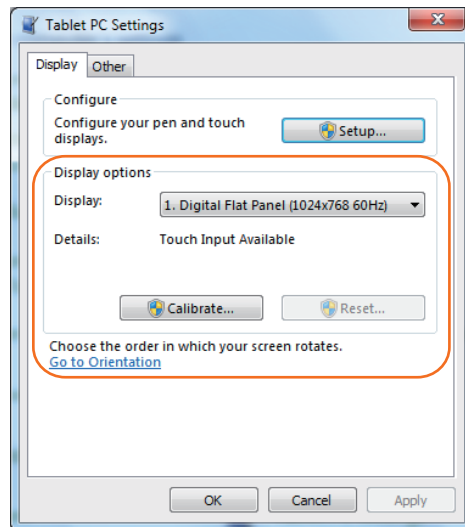 Tablet PC Settings
Display Other
Configure
Configure your pen and touch
displays.
Setup...
Display options
Display: 1. Digital Flat Panel (1024x768 60Hz)
Details: Touch Input Available
Calibrate... Reset...
Choose the order in which your screen rotates.
Go to Orientation
OK Cancel Apply